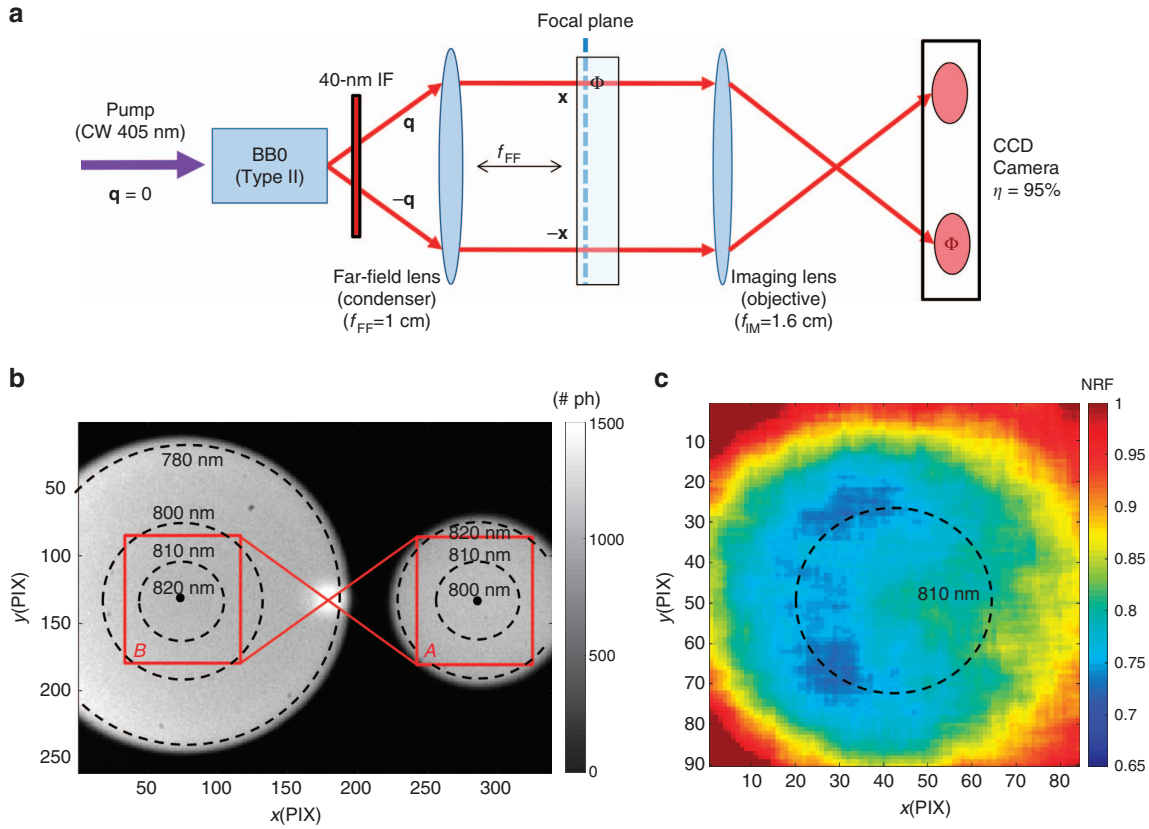 a
Focal plane
40-nm IF
Pump
(CW 405 nm)
q = 0
BB0
(Type II)
q
–q
f FF
x
–x
Φ
Φ
CCD
Camera
η = 95%
Far-field lens
(condenser)
(f FF=1 cm)
Imaging lens
(objective)
(f IM=1.6 cm)
b
(# ph)
1500
1000
500
0
780 nm
800 nm
810 nm
820 nm
B
820 nm
810 nm
800 nm
A
50
100
150
200
250
y(PIX)
50
100
150
200
250
300
x(PIX)
c
NRF
1
0.95
0.9
0.85
0.8
0.75
0.7
0.65
810 nm
10
20
30
40
50
60
70
80
90
y(PIX)
10
20
30
40
50
60
70
80
x(PIX)